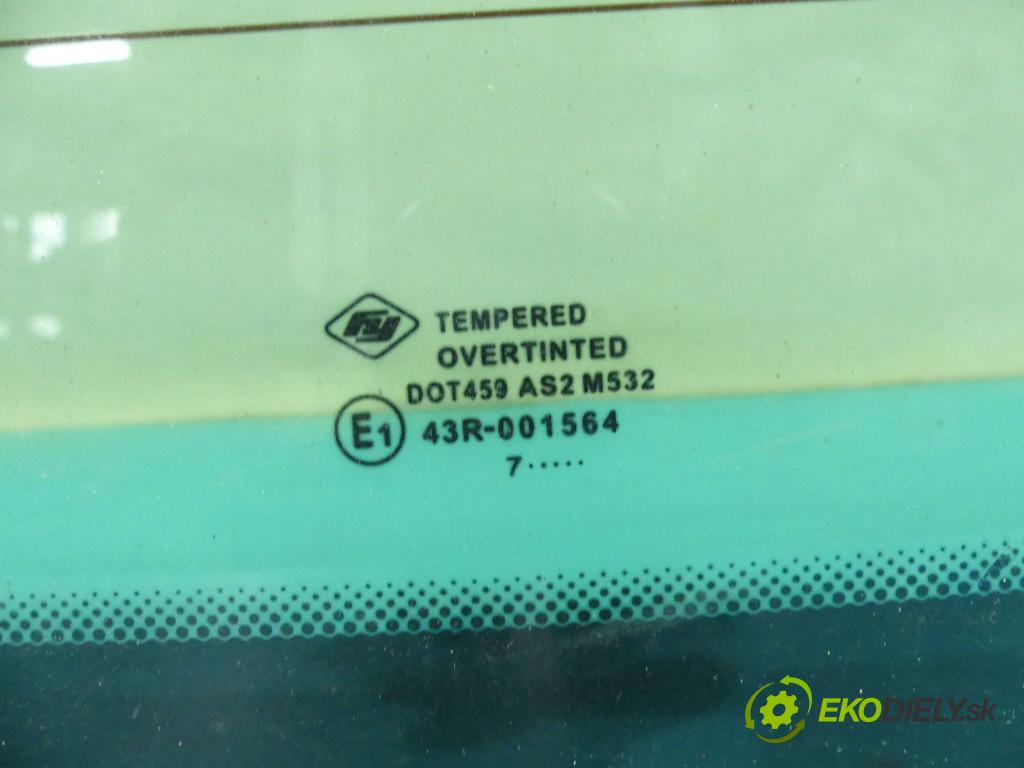 TEMPERED
OVERTINTED
DOT459 AS2 M532
E1 43R-001564
7·····
EKODIELY.sk